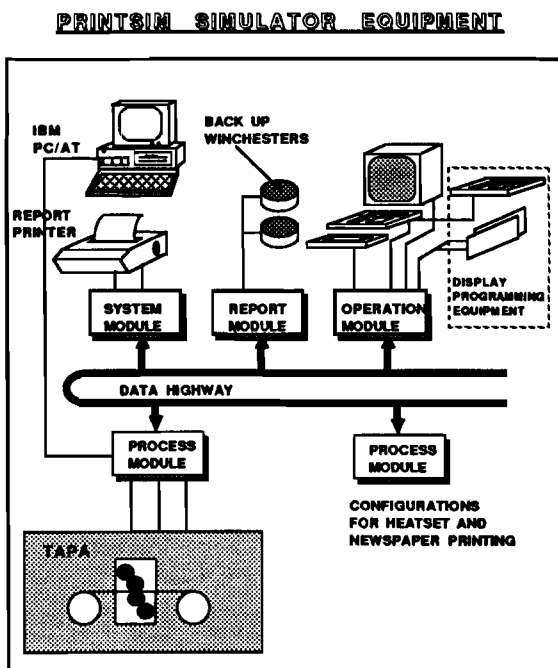 PRINTSIM SIMULATOR EQUIPMENT
IBM
PC/AT
BACK UP
WINCHESTERS
REPORT
PRINTER
DISPLAY
PROGRAMMING
EQUIPMENT
SYSTEM
MODULE
REPORT
MODULE
OPERATION
MODULE
DATA HIGHWAY
PROCESS
MODULE
PROCESS
MODULE
CONFIGURATIONS
FOR HEATSET AND
NEWSPAPER PRINTING
TAPA